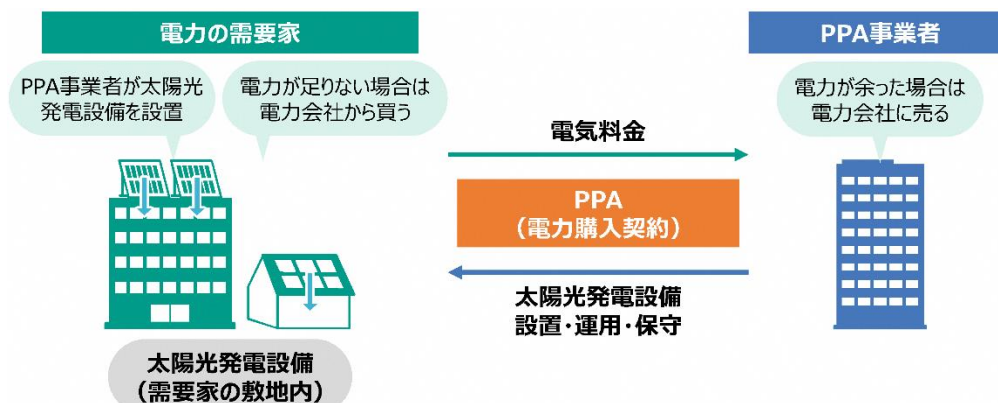 電力の需要家
PPA事業者
PPA事業者が太陽光
発電設備を設置
電力が足りない場合は
電力会社から買う
電力が余った場合は
電力会社に売る
電気料金
PPA
（電力購入契約）
太陽光発電設備
設置・運用・保守
太陽光発電設備
（需要家の敷地内）